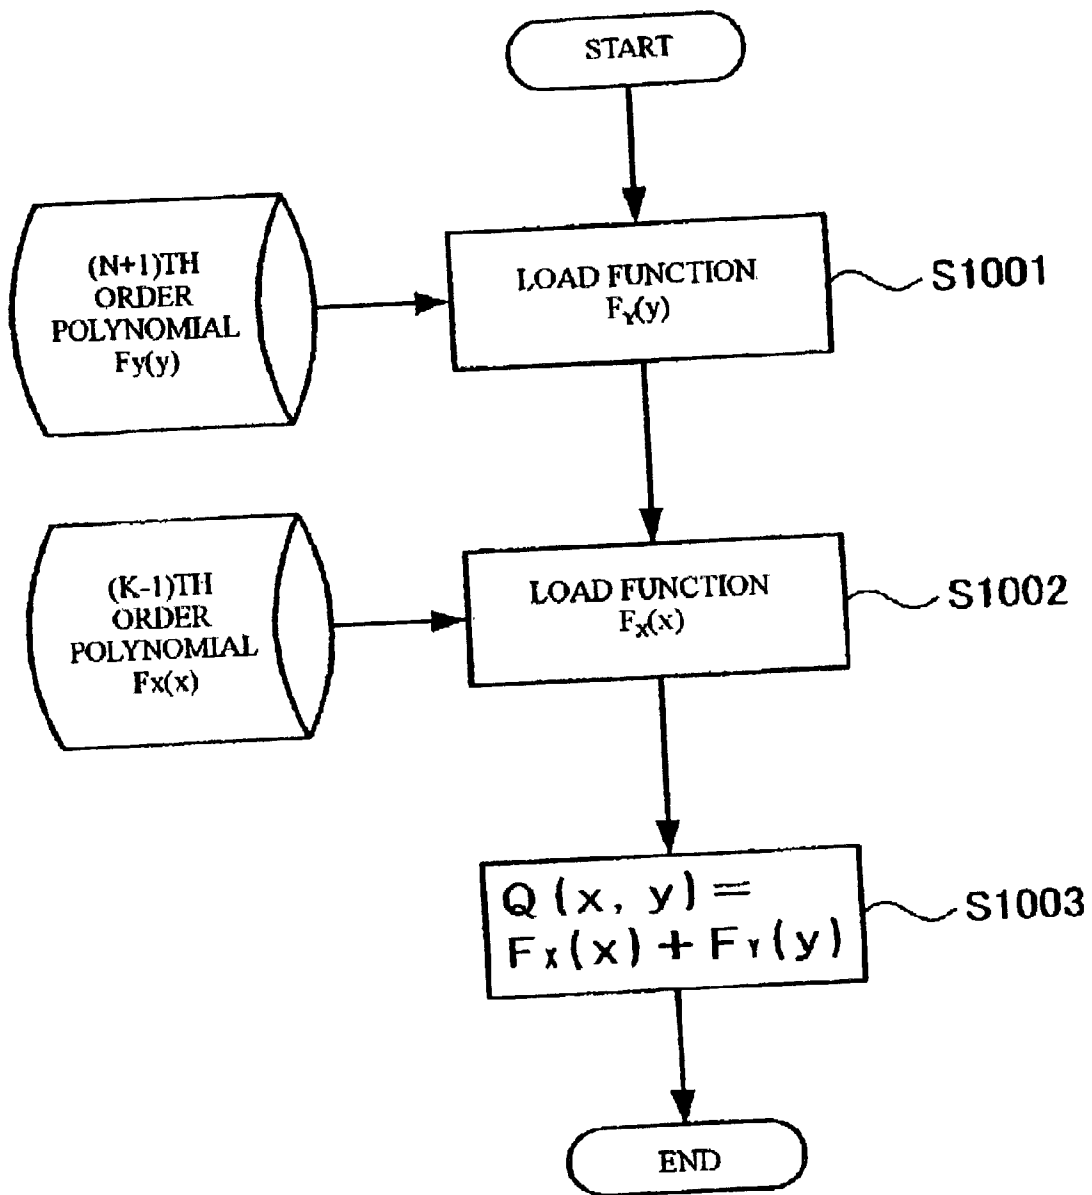 START
(N+1)TH
ORDER
POLYNOMIAL
Fy(y)
LOAD FUNCTION
FY(y)
S1001
(K-1)TH
ORDER
POLYNOMIAL
Fx(x)
LOAD FUNCTION
FX(x)
S1002
Q (x, y) =
FX(x) + FY(y)
S1003
END